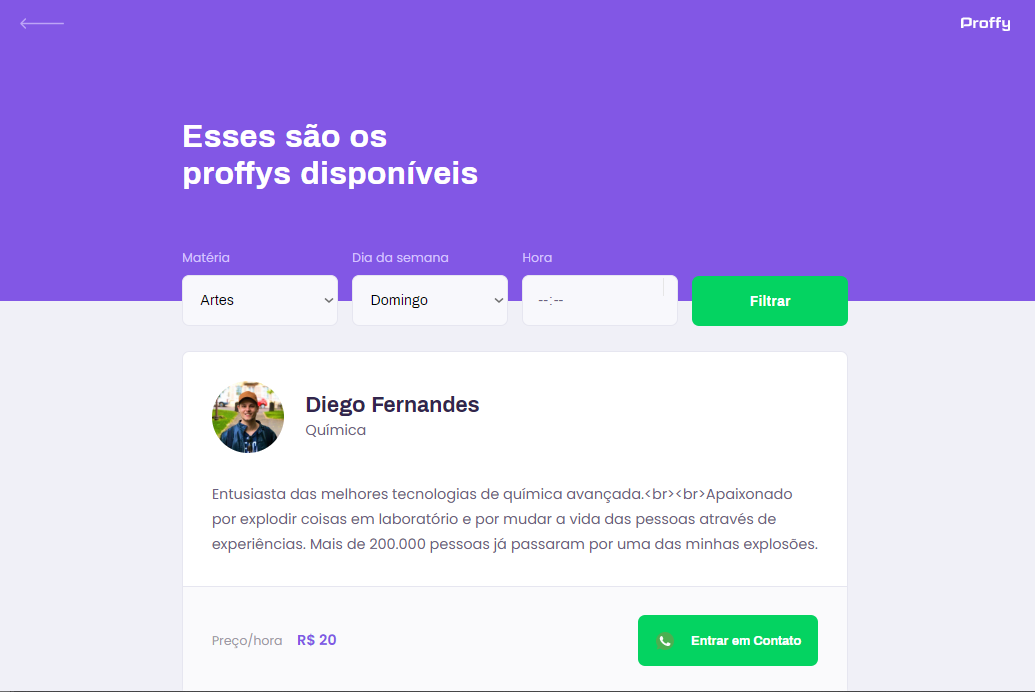 Proffy
Esses são os
proffys disponíveis
Matéria
Dia da semana
Hora
Artes
Domingo
--:--
Filtrar
Diego Fernandes
Química
Entusiasta das melhores tecnologias de química avançada.<br><br>Apaixonado
por explodir coisas em laboratório e por mudar a vida das pessoas através de
experiências. Mais de 200.000 pessoas já passaram por uma das minhas explosões.
Preço/hora R$ 20
Entrar em Contato